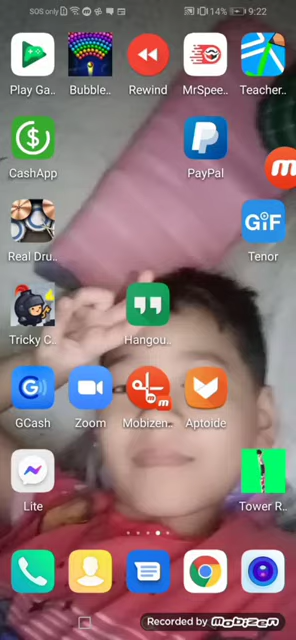 SOS only
14%
9:22
Play Ga..
Bubble..
Rewind
MrSpee..
Teacher..
CashApp
PayPal
Real Dru..
GIF
Tenor
Tricky C..
Hangou..
GCash
Zoom
Mobizen..
Aptoide
Lite
Tower R..
Recorded by Mobizen